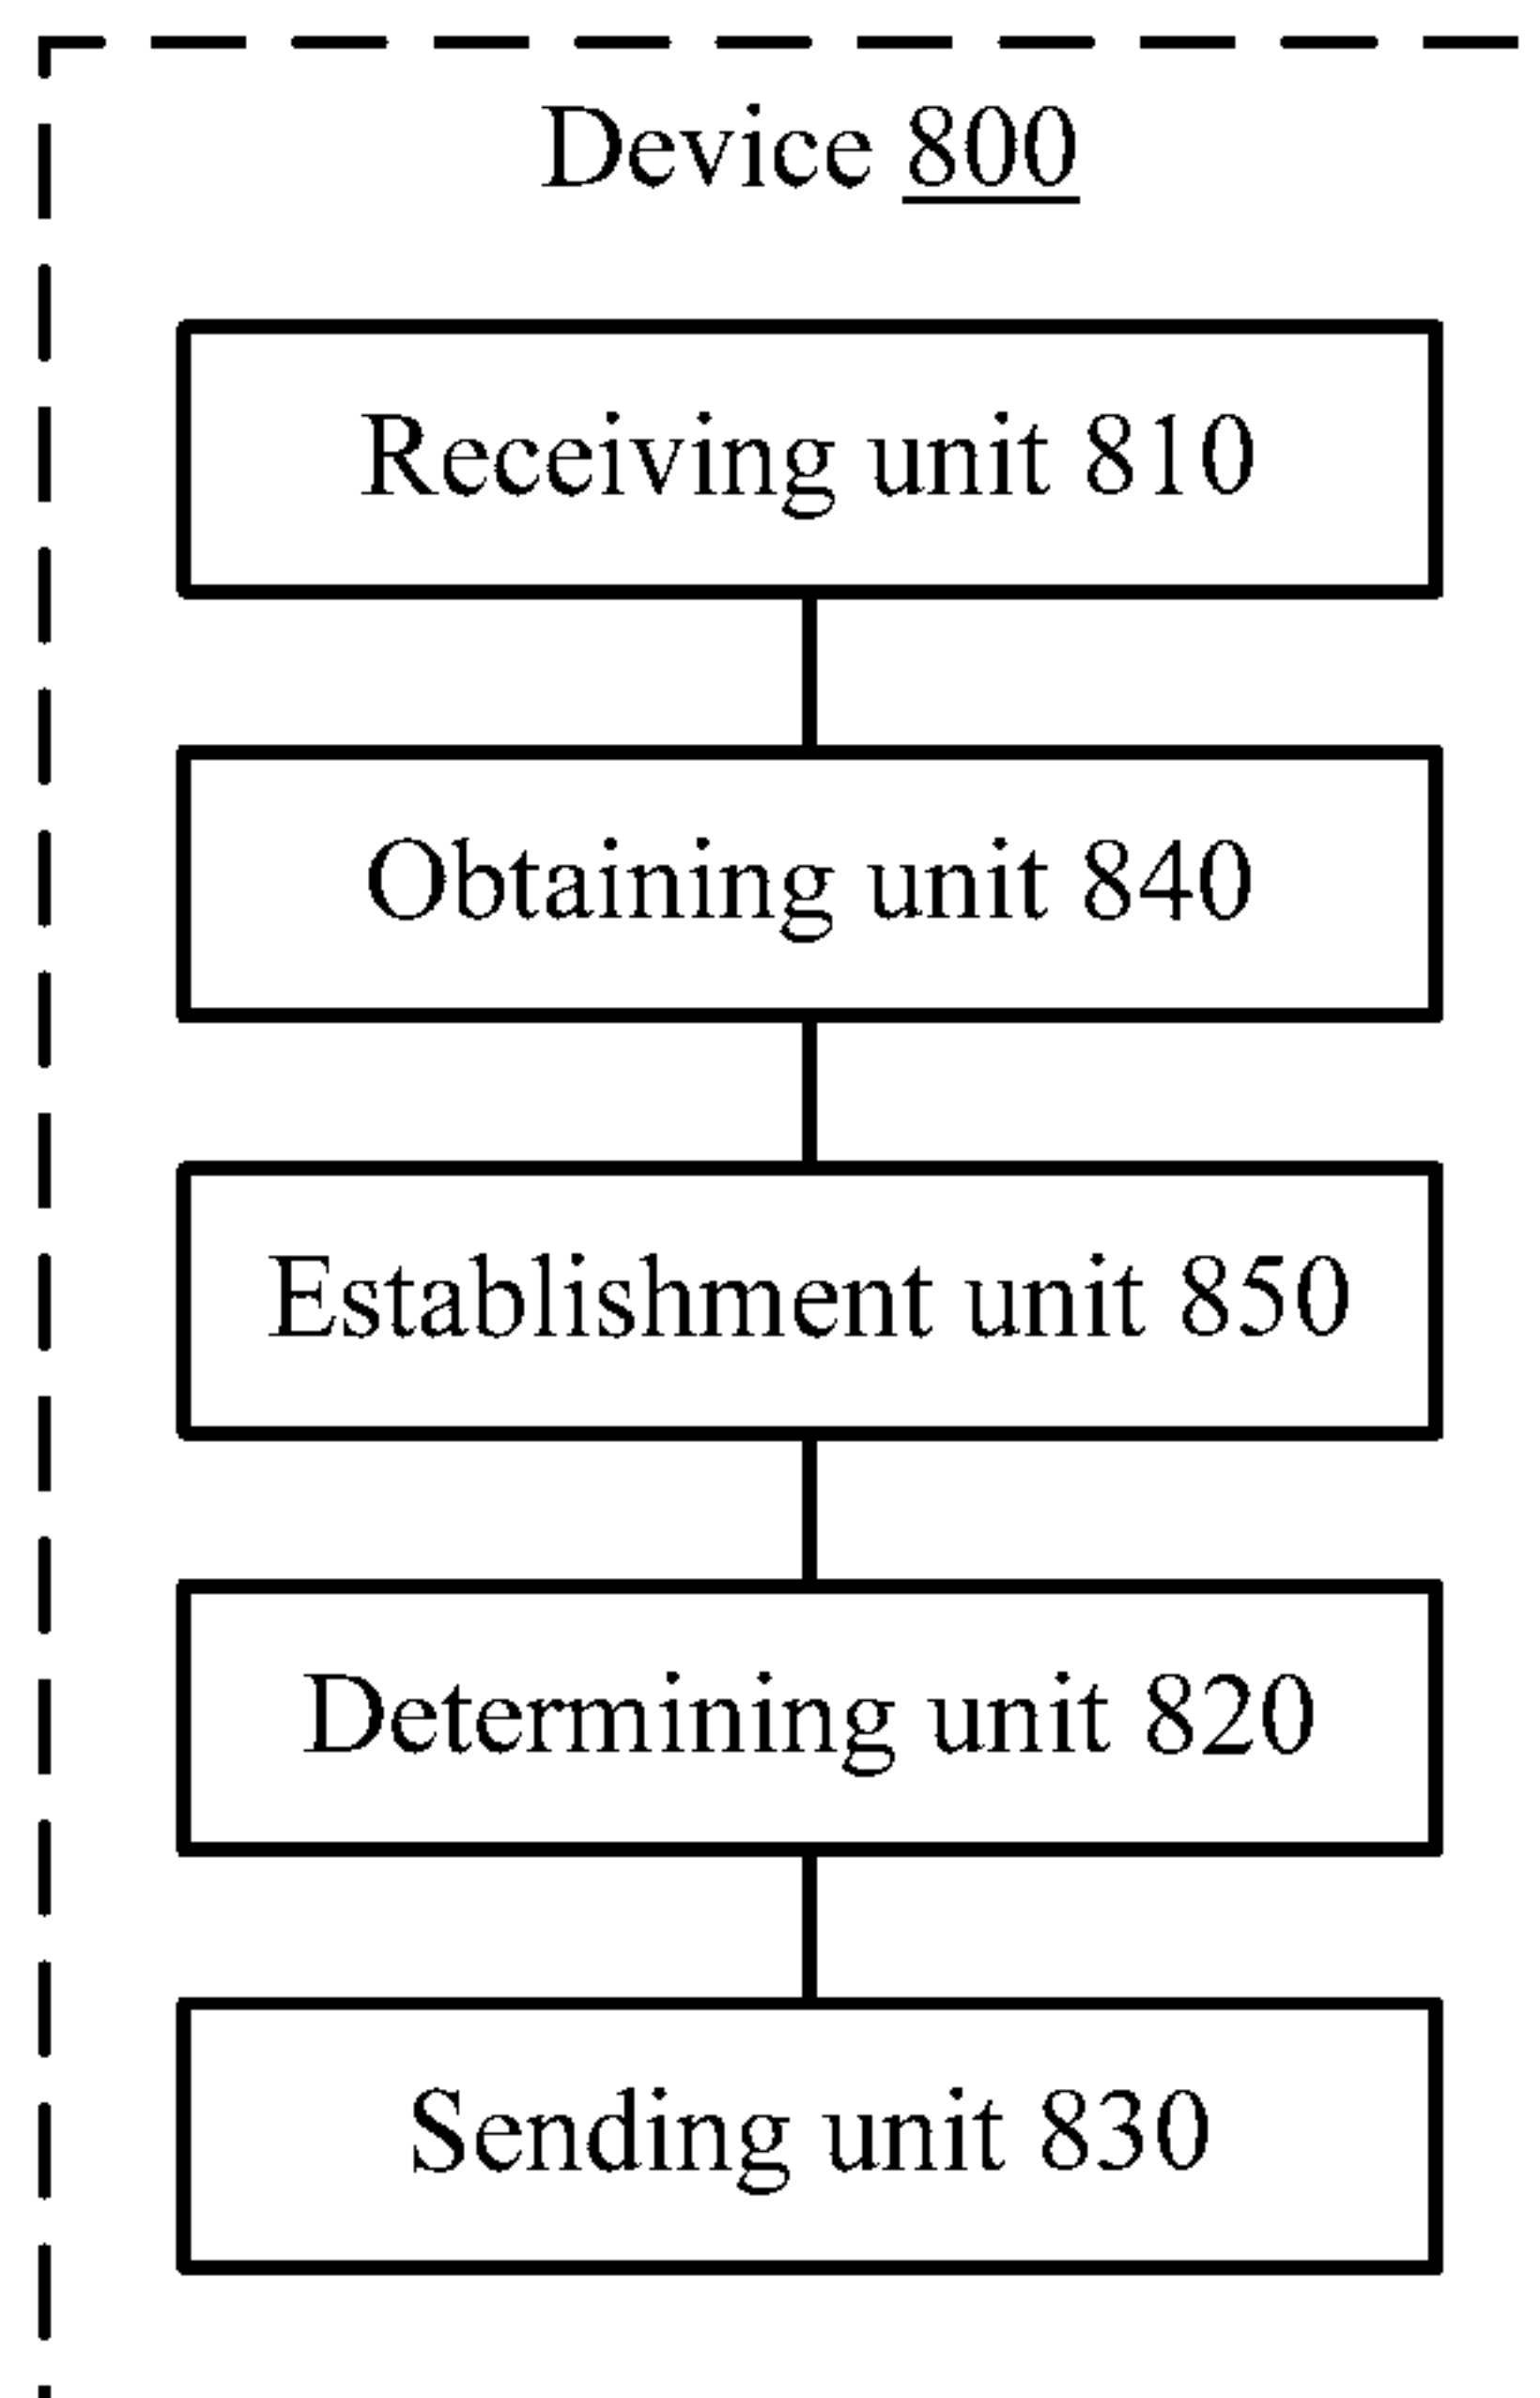 Device 800
Receiving unit 810
Obtaining unit 840
Establishment unit 850
Determining unit 820
Sending unit 830